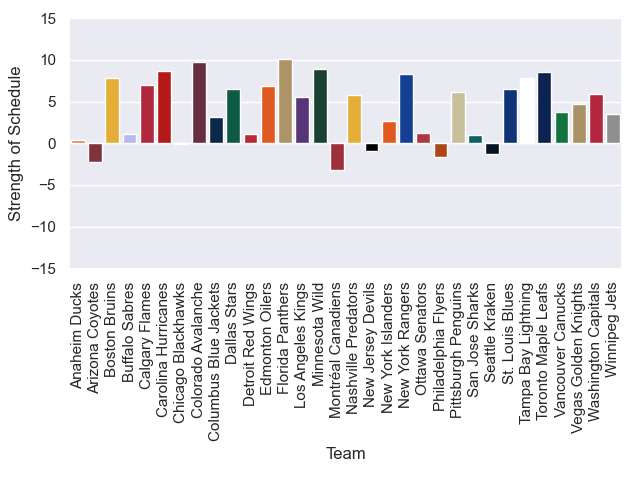 15
10
5
0
−5
−10
−15
Strength of Schedule
Anaheim Ducks
Arizona Coyotes
Boston Bruins
Buffalo Sabres
Calgary Flames
Carolina Hurricanes
Chicago Blackhawks
Colorado Avalanche
Columbus Blue Jackets
Dallas Stars
Detroit Red Wings
Edmonton Oilers
Florida Panthers
Los Angeles Kings
Minnesota Wild
Montréal Canadiens
Nashville Predators
New Jersey Devils
New York Islanders
New York Rangers
Ottawa Senators
Philadelphia Flyers
Pittsburgh Penguins
San Jose Sharks
Seattle Kraken
St. Louis Blues
Tampa Bay Lightning
Toronto Maple Leafs
Vancouver Canucks
Vegas Golden Knights
Washington Capitals
Winnipeg Jets
Team